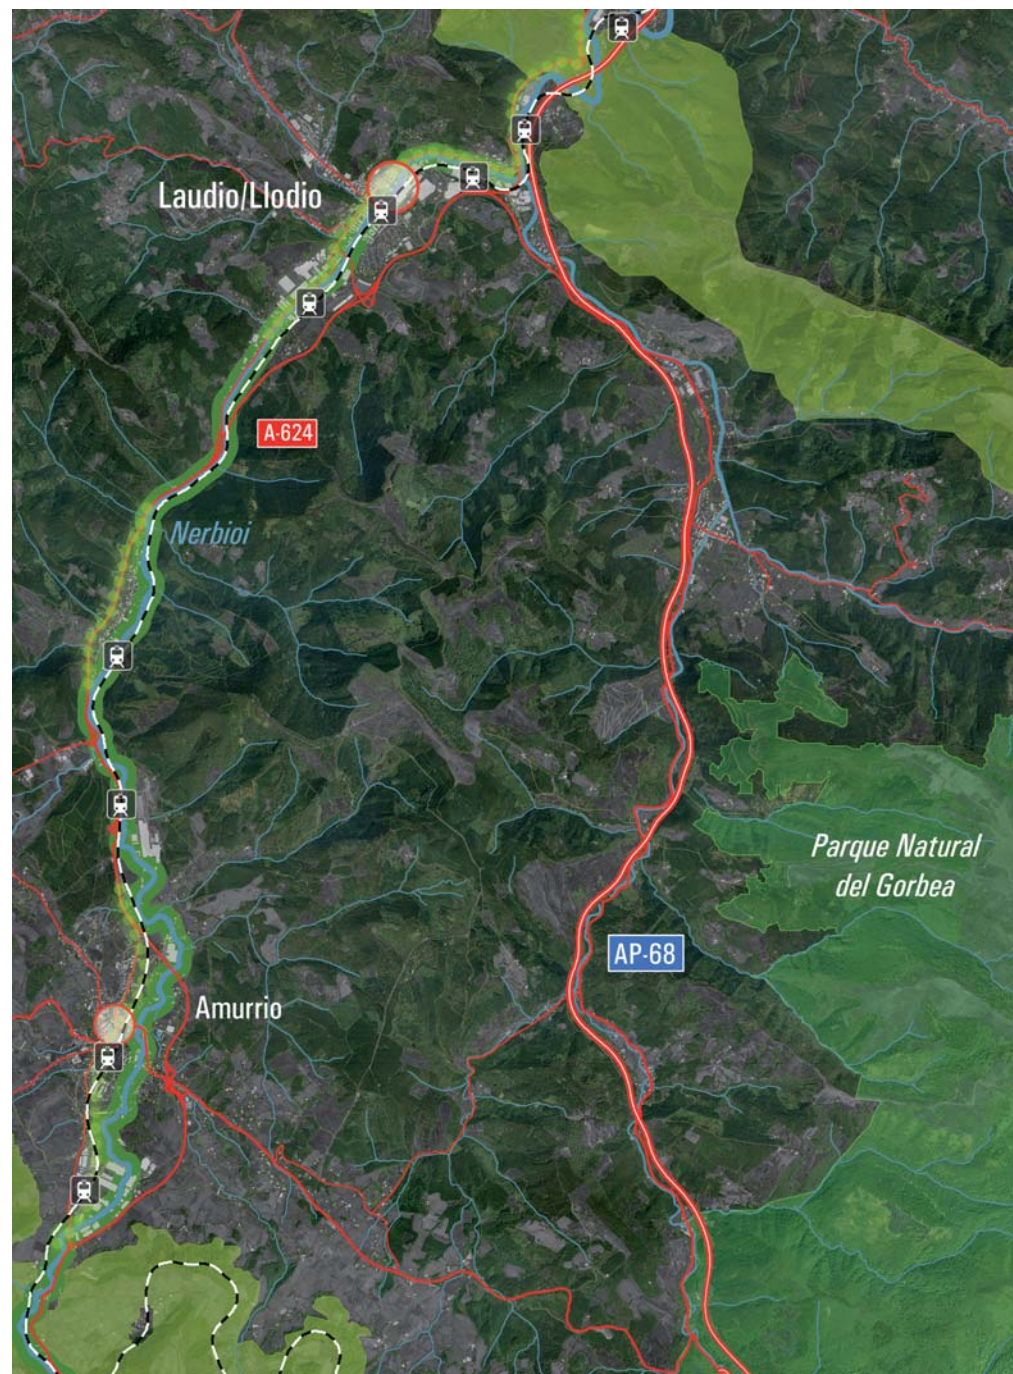 Laudio/Llodio
A-624
Nerbioi
Parque Natural
del Gorbea
AP-68
Amurrio